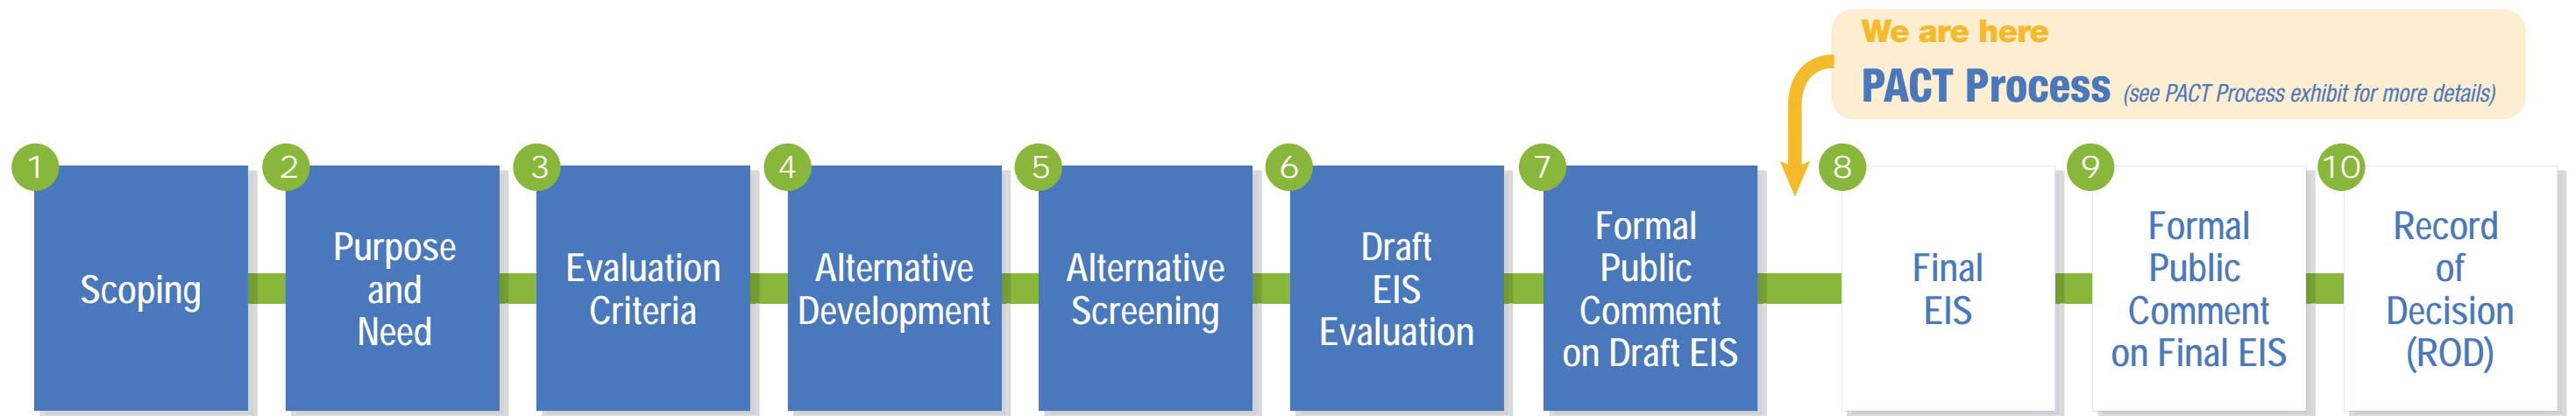 We are here
PACT Process (see PACT Process exhibit for more details)
1
Scoping
2
Purpose
and
Need
3
Evaluation
Criteria
4
Alternative
Development
5
Alternative
Screening
6
Draft
EIS
Evaluation
7
Formal
Public
Comment
on Draft EIS
8
Final
EIS
9
Formal
Public
Comment
on Final EIS
10
Record
of
Decision
(ROD)